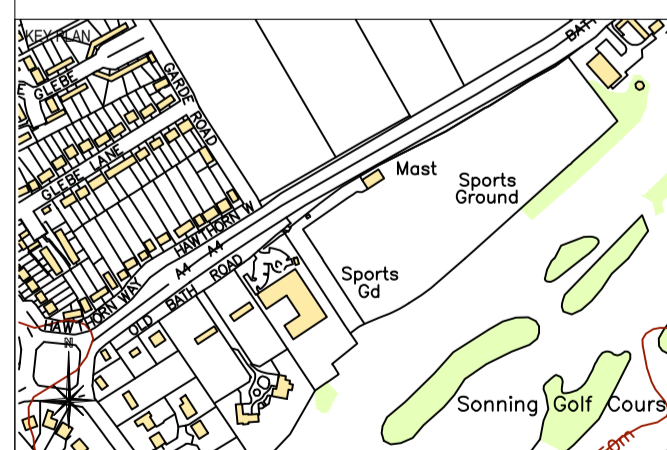 KEY PLAN
BATH
GLEBE
GARDE ROAD
GLEBE LANE
Mast
Sports
Ground
HAWTHORN W
A4 A4
OLD BATH ROAD
Sports
Gd
HAWTHORN WAY
N
Sonning Golf Cours
50m